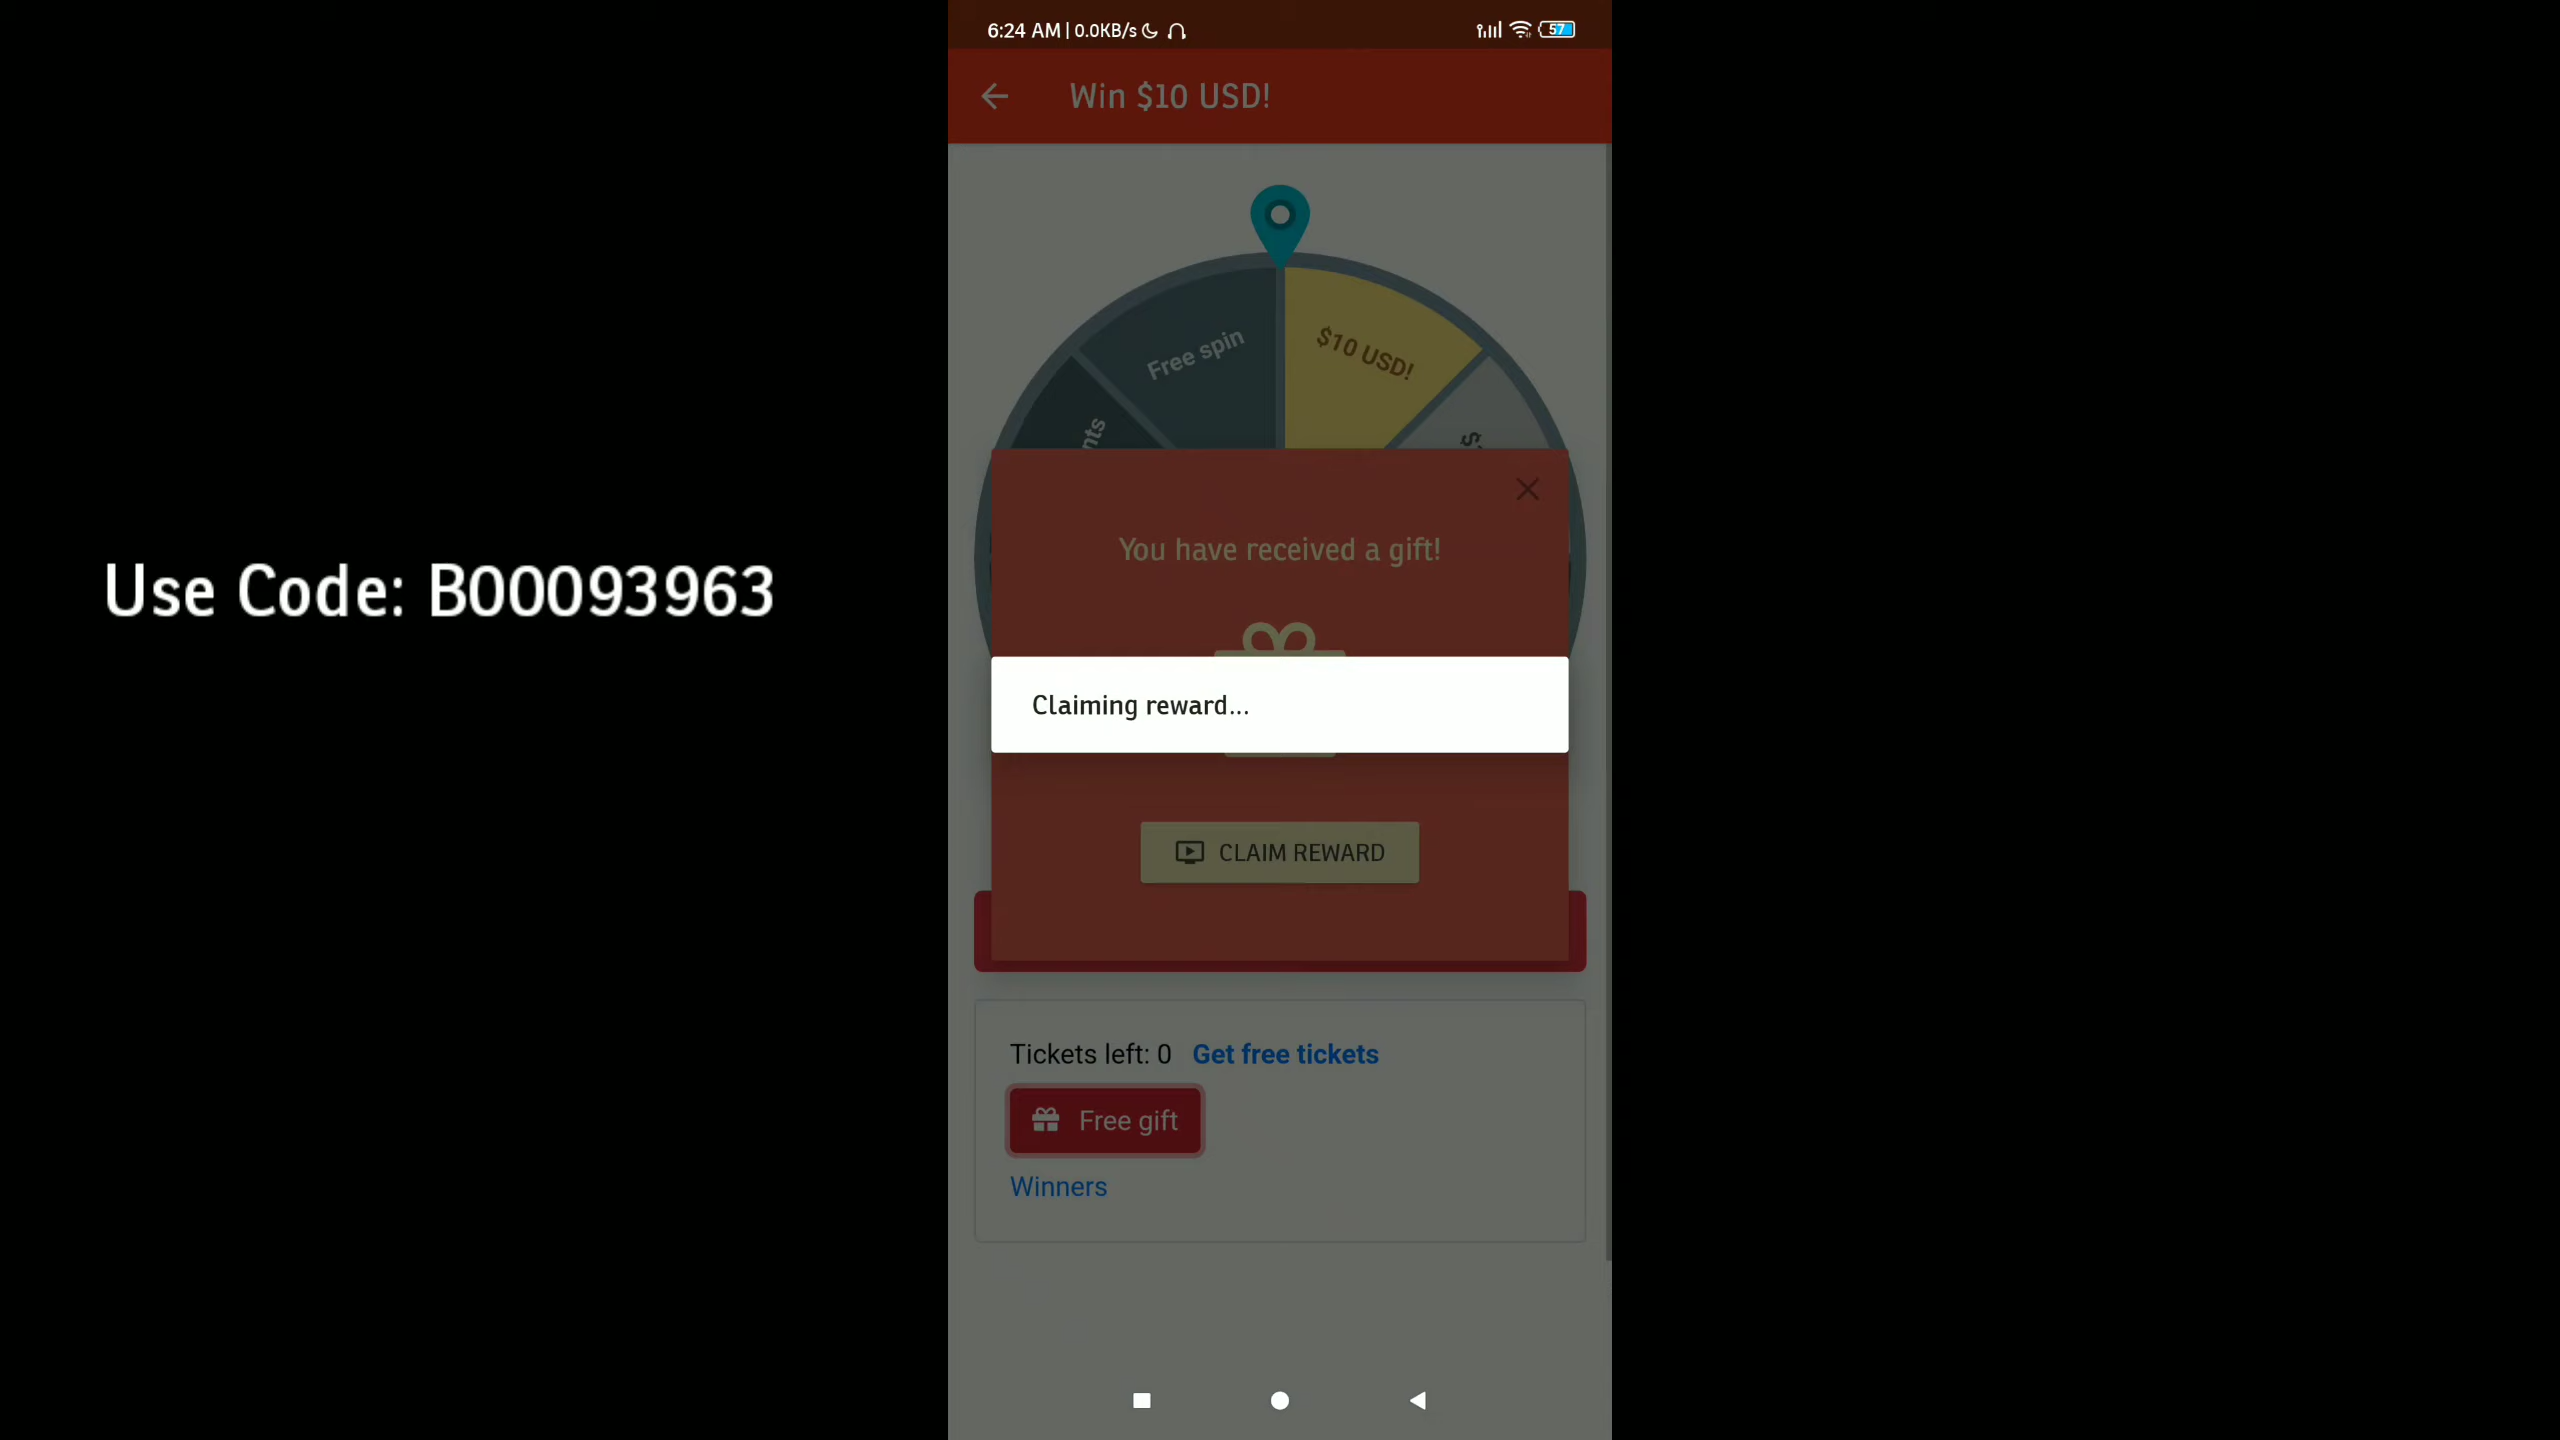 6:24 AM | 0.0KB/s
57
Win $10 USD!
Free spin
$10 USD!
nts
Use Code: B00093963
You have received a gift!
Claiming reward...
CLAIM REWARD
Tickets left: 0 Get free tickets
Free gift
Winners